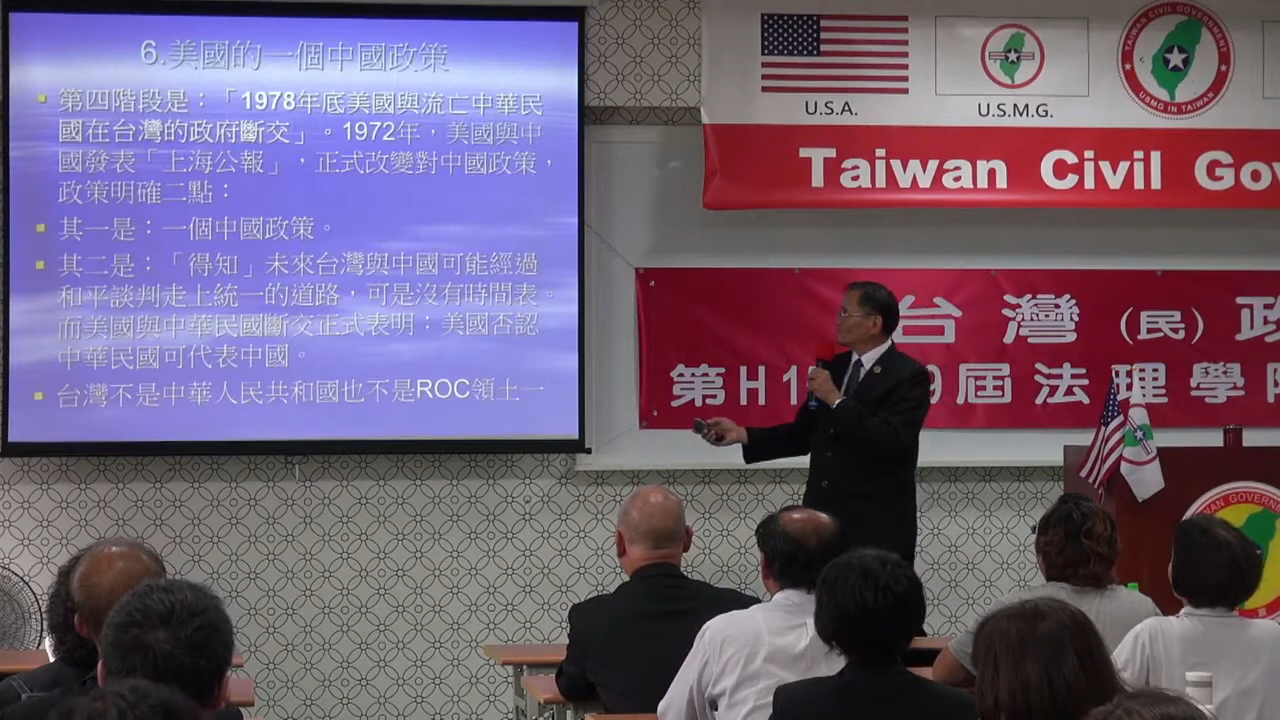 6.美國的一個中國政策
第四階段是：「1978年底美國與流亡中華民
國在台灣的政府斷交」。1972年，美國與中
國發表「上海公報」，正式改變對中國政策，
政策明確二點：
其一是：一個中國政策。
其二是：「得知」未來台灣與中國可能經過
和平談判走上統一的道路，可是沒有時間表。
而美國與中華民國斷交正式表明：美國否認
中華民國可代表中國。
台灣不是中華人民共和國也不是ROC領土一
U.S.A.
U.S.M.G.
TAIWAN CIVIL GOVERNMENT
USMG IN TAIWAN
Taiwan Civil Gov
台灣（民）政
第H1 9屆法理學
WAN GOVERNM